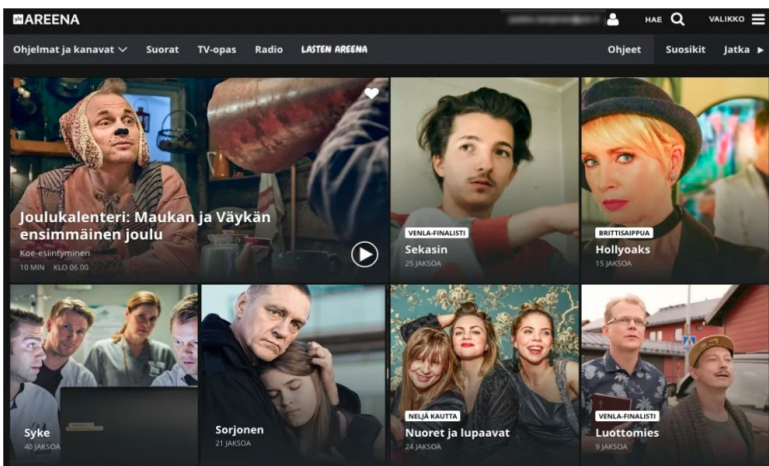 yle AREENA
HAE
VALIKKO
Ohjelmat ja kanavat
Suorat
TV-opas
Radio
LASTEN AREENA
Ohjeet
Suosikit
Jatka
Joulukalenteri: Maukan ja Väykän
ensimmäinen joulu
Koe-esiintyminen
10 MIN KLO 06.00
VENLA-FINALISTI
Sekasin
25 JAKSOA
BRITTISAIPPUA
Hollyoaks
15 JAKSOA
Syke
40 JAKSOA
Sorjonen
21 JAKSOA
NELJÄ KAUTTA
Nuoret ja lupaavat
24 JAKSOA
VENLA-FINALISTI
Luottomies
9 JAKSOA